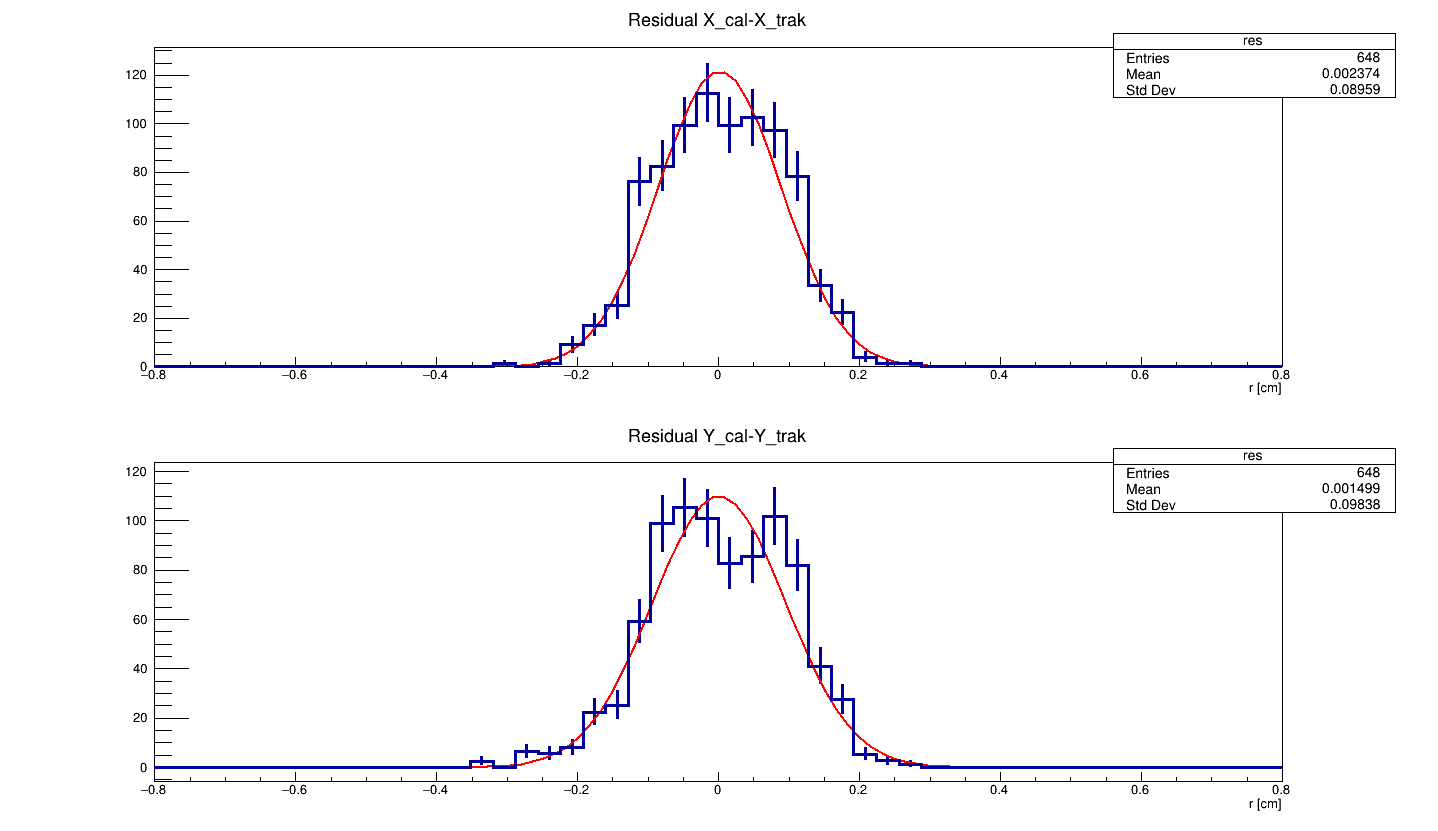 Residual X_cal-X_trak
res
Entries 648
Mean 0.002374
Std Dev 0.08959
120
100
80
60
40
20
0
−0.8 −0.6 −0.4 −0.2 0 0.2 0.4 0.6 0.8
r [cm]
Residual Y_cal-Y_trak
res
Entries 648
Mean 0.001499
Std Dev 0.09838
120
100
80
60
40
20
0
−0.8 −0.6 −0.4 −0.2 0 0.2 0.4 0.6 0.8
r [cm]